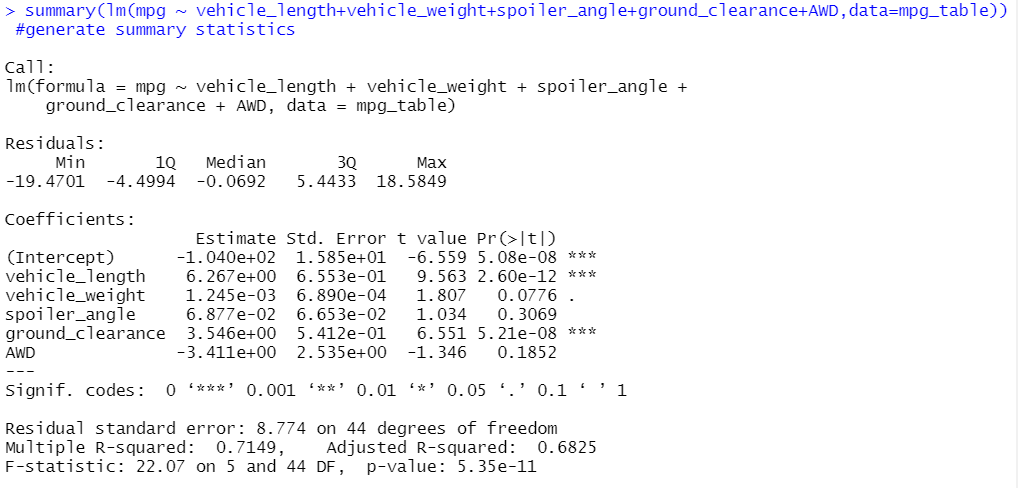 > summary(lm(mpg ~ vehicle_length+vehicle_weight+spoiler_angle+ground_clearance+AWD,data=mpg_table))
 #generate summary statistics

Call:
lm(formula = mpg ~ vehicle_length + vehicle_weight + spoiler_angle +
    ground_clearance + AWD, data = mpg_table)

Residuals:
     Min       1Q   Median       3Q      Max
-19.4701  -4.4994  -0.0692   5.4433  18.5849

Coefficients:
                   Estimate Std. Error t value Pr(>|t|)
(Intercept)      -1.040e+02  1.585e+01  -6.559 5.08e-08 ***
vehicle_length    6.267e+00  6.553e-01   9.563 2.60e-12 ***
vehicle_weight    1.245e-03  6.890e-04   1.807   0.0776 .
spoiler_angle     6.877e-02  6.653e-02   1.034   0.3069
ground_clearance  3.546e+00  5.412e-01   6.551 5.21e-08 ***
AWD              -3.411e+00  2.535e+00  -1.346   0.1852
---
Signif. codes:  0 ‘***’ 0.001 ‘**’ 0.01 ‘*’ 0.05 ‘.’ 0.1 ‘ ’ 1

Residual standard error: 8.774 on 44 degrees of freedom
Multiple R-squared:  0.7149,    Adjusted R-squared:  0.6825
F-statistic: 22.07 on 5 and 44 DF,  p-value: 5.35e-11